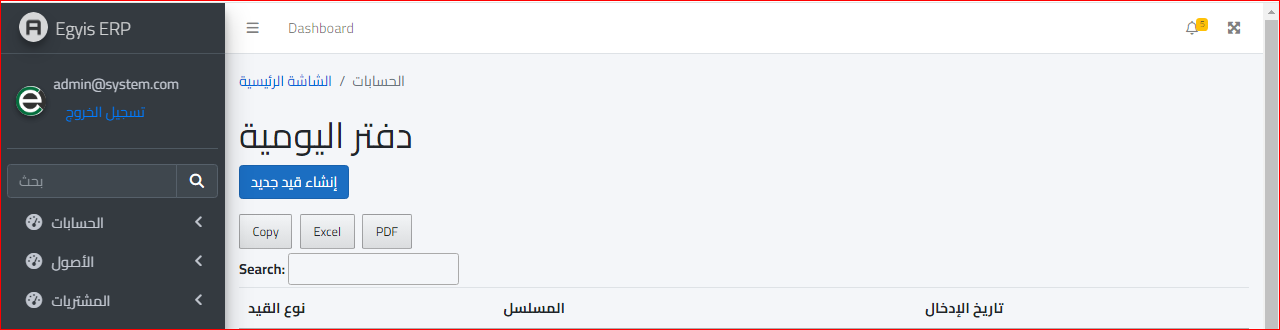 A Egyis ERP
Dashboard
5
admin@system.com
e
تسجيل الخروج
بحث
الحسابات
الأصول
المشتريات
الشاشة الرئيسية / الحسابات
دفتر اليومية
إنشاء قيد جديد
Copy Excel PDF
Search:
نوع القيد المسلسل تاريخ الإدخال